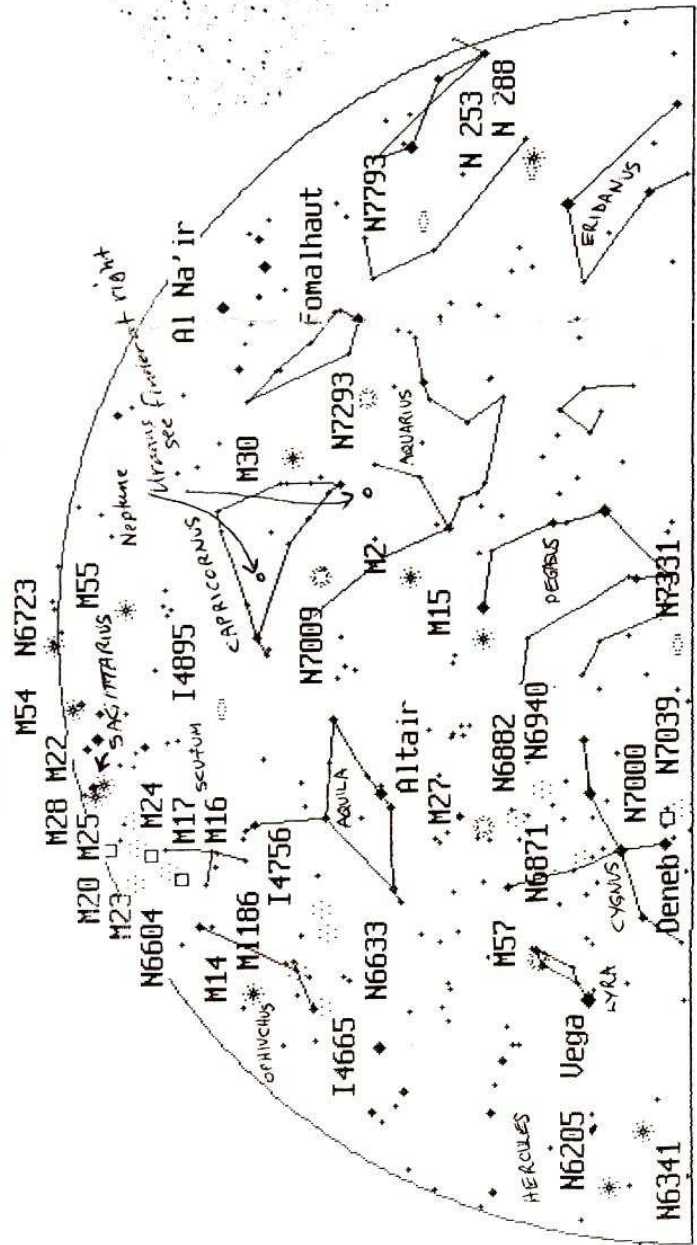 M54 N6723
M28 M22
M20 M25
M23
N6604
M24
M17
M16
M14
M1186
I4756
I4665
N6633
I4895
M55
SAGITTARIUS
SCUTUM
OPHIUCHUS
Neptune
Uranus finder
see at right
CAPRICORNUS
M30
Al Na'ir
Fomalhaut
N7293
N7009
M2
AQUARIUS
N7793
N 253
N 288
AQUILA
Altair
M27
M15
PEGASUS
ERIDANUS
N6882
N6940
N6871
M57
CYGNUS
N7000
N7039
N7331
Deneb
LYRA
Vega
HERCULES
N6205
N6341